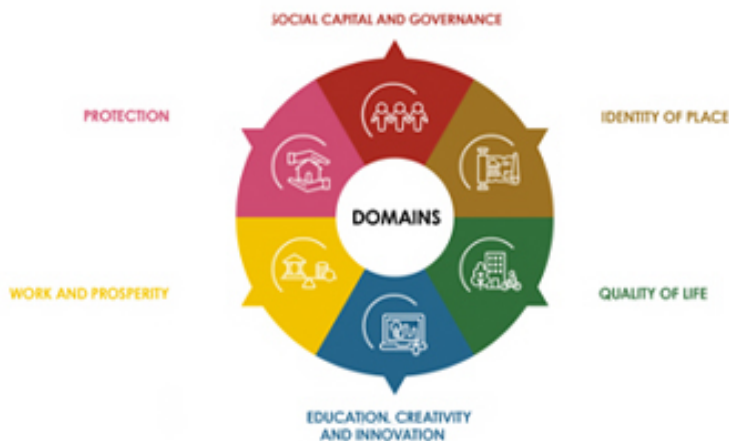 SOCIAL CAPITAL AND GOVERNANCE
PROTECTION
IDENTITY OF PLACE
DOMAINS
WORK AND PROSPERITY
QUALITY OF LIFE
EDUCATION, CREATIVITY
AND INNOVATION